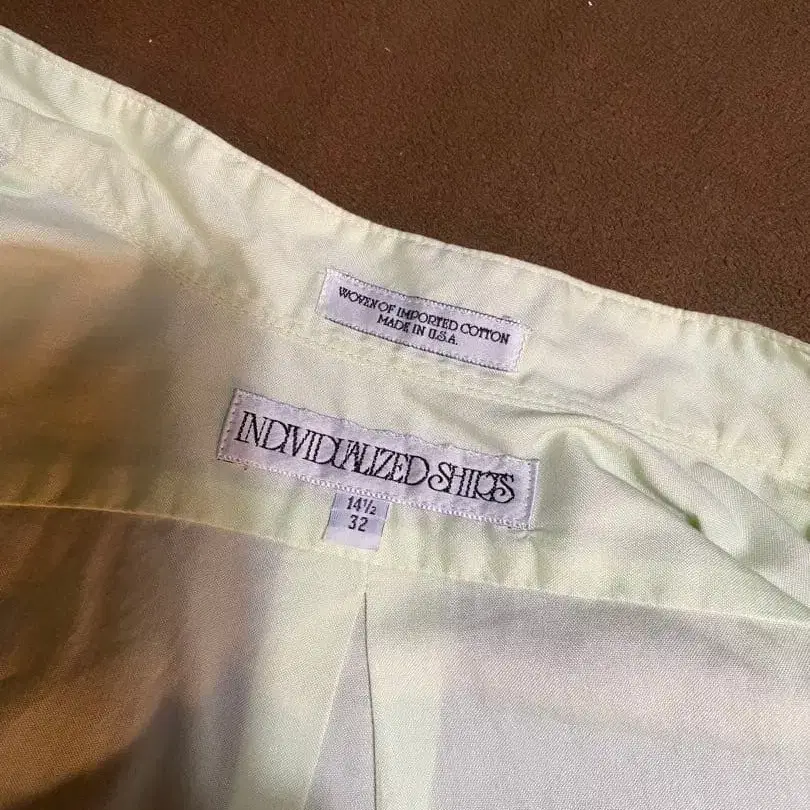 WOVEN OF IMPORTED COTTON
MADE IN U.S.A.
INDIVIDUALIZED SHIRTS
14½
32